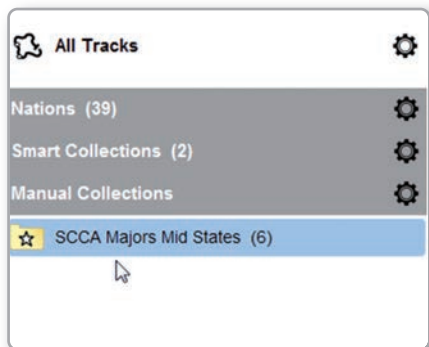 All Tracks
Nations (39)
Smart Collections (2)
Manual Collections
SCCA Majors Mid States (6)